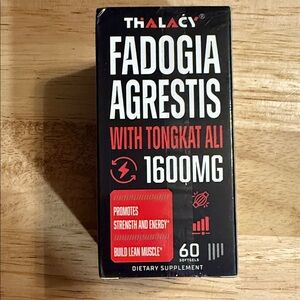 THALACY®
FADOGIA
AGRESTIS
WITH TONGKAT ALI
1600MG
PROMOTES
STRENGTH AND ENERGY*
BUILD LEAN MUSCLE*
60
SOFTGELS
DIETARY SUPPLEMENT